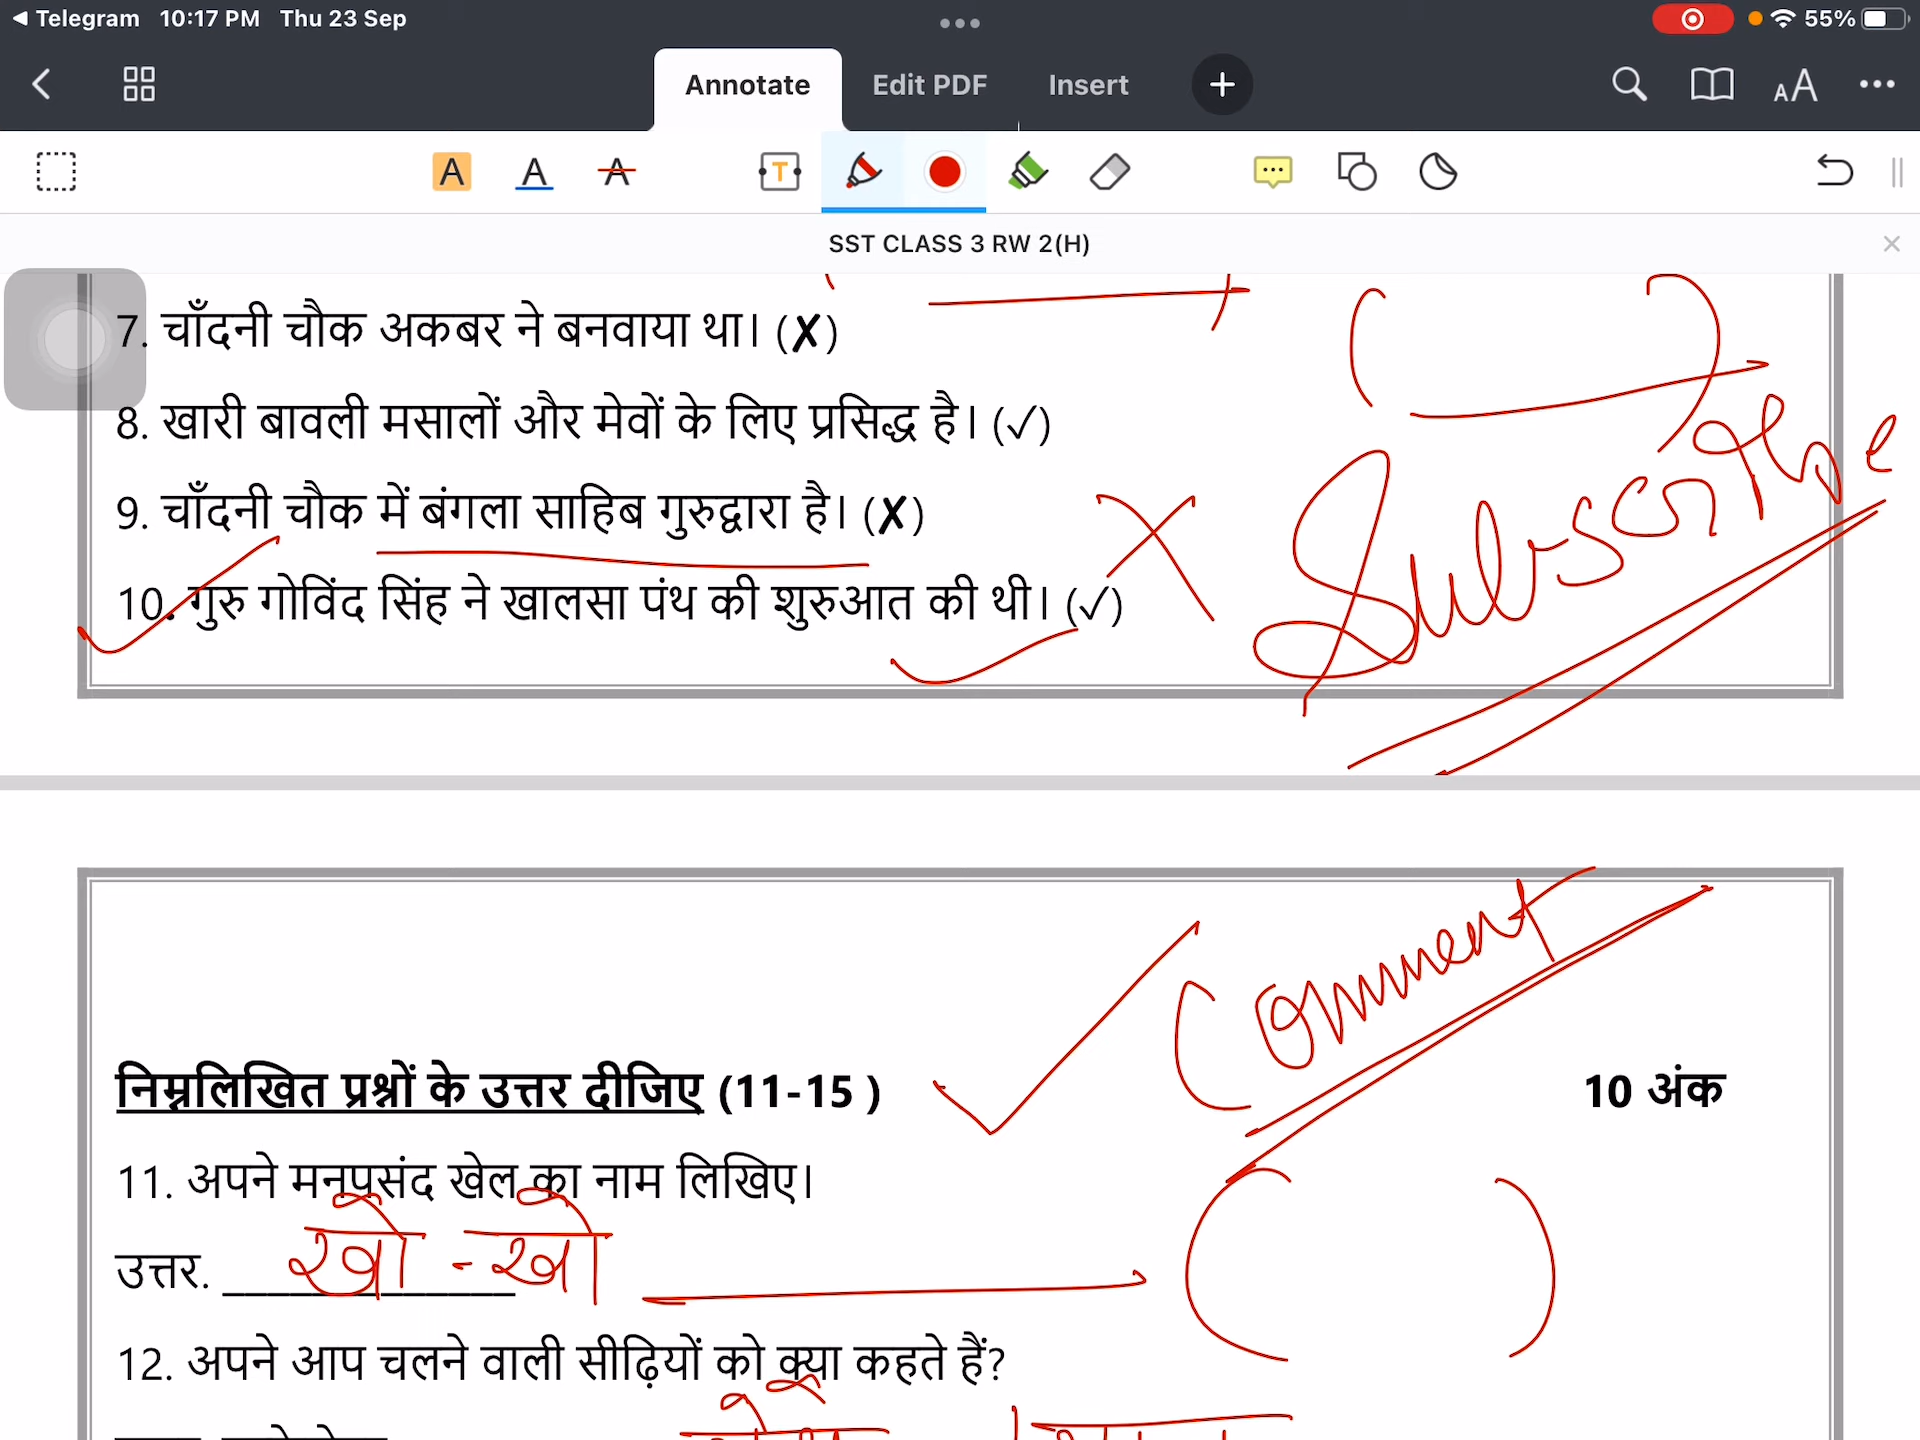 Telegram 10:17 PM Thu 23 Sep 55%
Annotate Edit PDF Insert
SST CLASS 3 RW 2(H)
7. चाँदनी चौक अकबर ने बनवाया था। (✗)
8. खारी बावली मसालों और मेवों के लिए प्रसिद्ध है। (✓)
9. चाँदनी चौक में बंगला साहिब गुरुद्वारा है। (✗)
10. गुरु गोविंद सिंह ने खालसा पंथ की शुरुआत की थी। (✓)
Subscribe
Comment
निम्नलिखित प्रश्नों के उत्तर दीजिए (11-15 ) 10 अंक
11. अपने मनपसंद खेल का नाम लिखिए।
उत्तर. खो - खो
12. अपने आप चलने वाली सीढ़ियों को क्या कहते हैं?